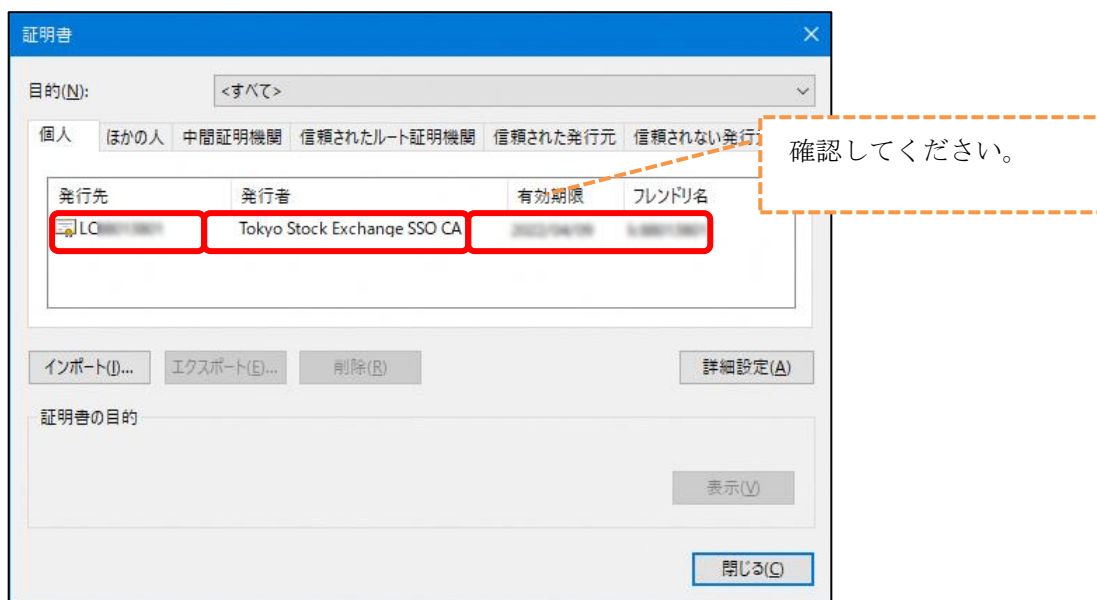 証明書
目的(N):
<すべて>
個人
ほかの人
中間証明機関
信頼されたルート証明機関
信頼された発行元
信頼されない発行
確認してください。
発行先
発行者
有効期限
フレンドリ名
LC
Tokyo Stock Exchange SSO CA
インポート(I)...
エクスポート(E)...
削除(R)
詳細設定(A)
証明書の目的
表示(V)
閉じる(C)